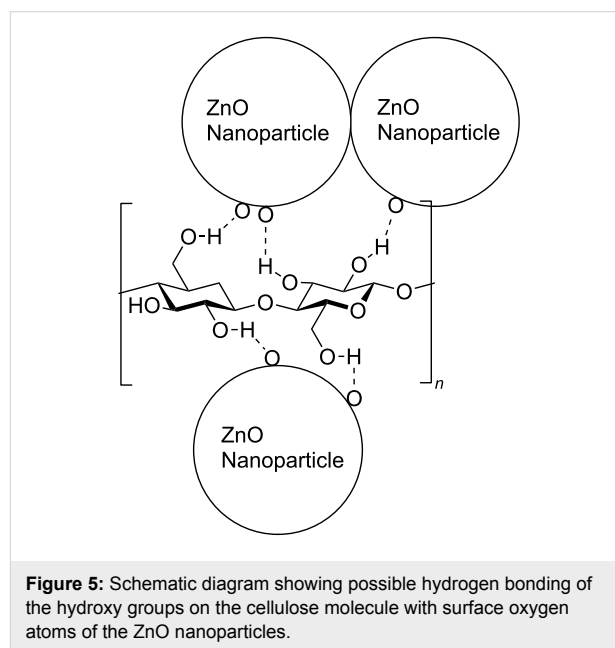 ZnO
Nanoparticle
ZnO
Nanoparticle
O O
O
O-H
H
H
O
O
HO
O
O
O
O-H
O-H
O
O
n
ZnO
Nanoparticle
Figure 5: Schematic diagram showing possible hydrogen bonding of
the hydroxy groups on the cellulose molecule with surface oxygen
atoms of the ZnO nanoparticles.